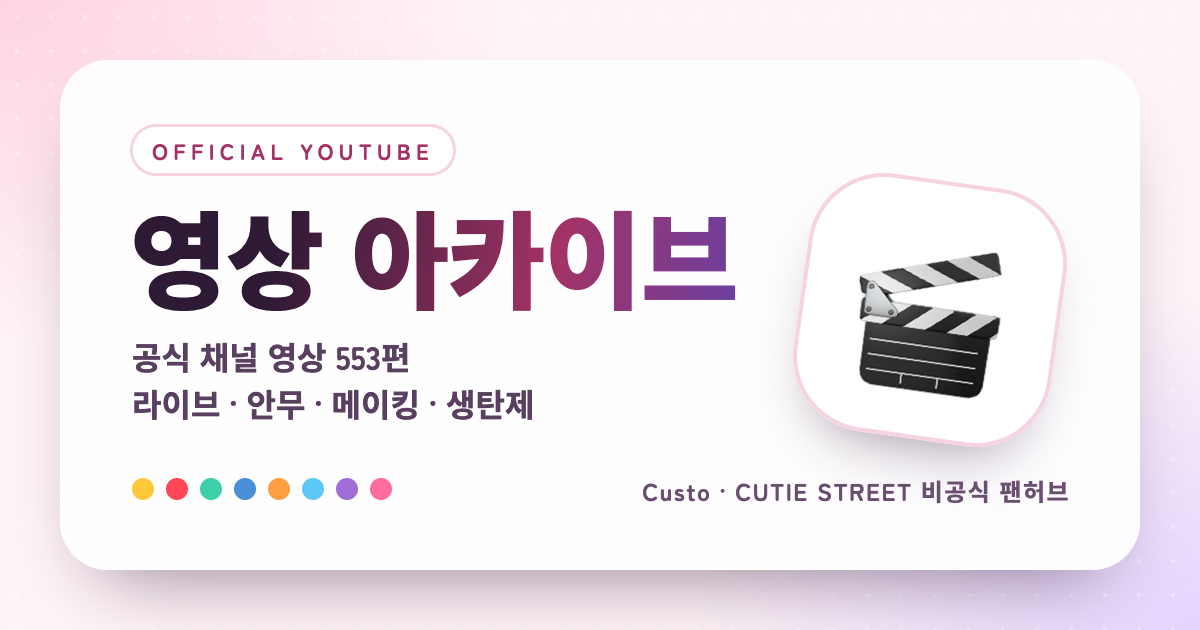 OFFICIAL YOUTUBE
영상 아카이브
공식 채널 영상 553편
라이브 · 안무 · 메이킹 · 생탄제
Custo · CUTIE STREET 비공식 팬허브